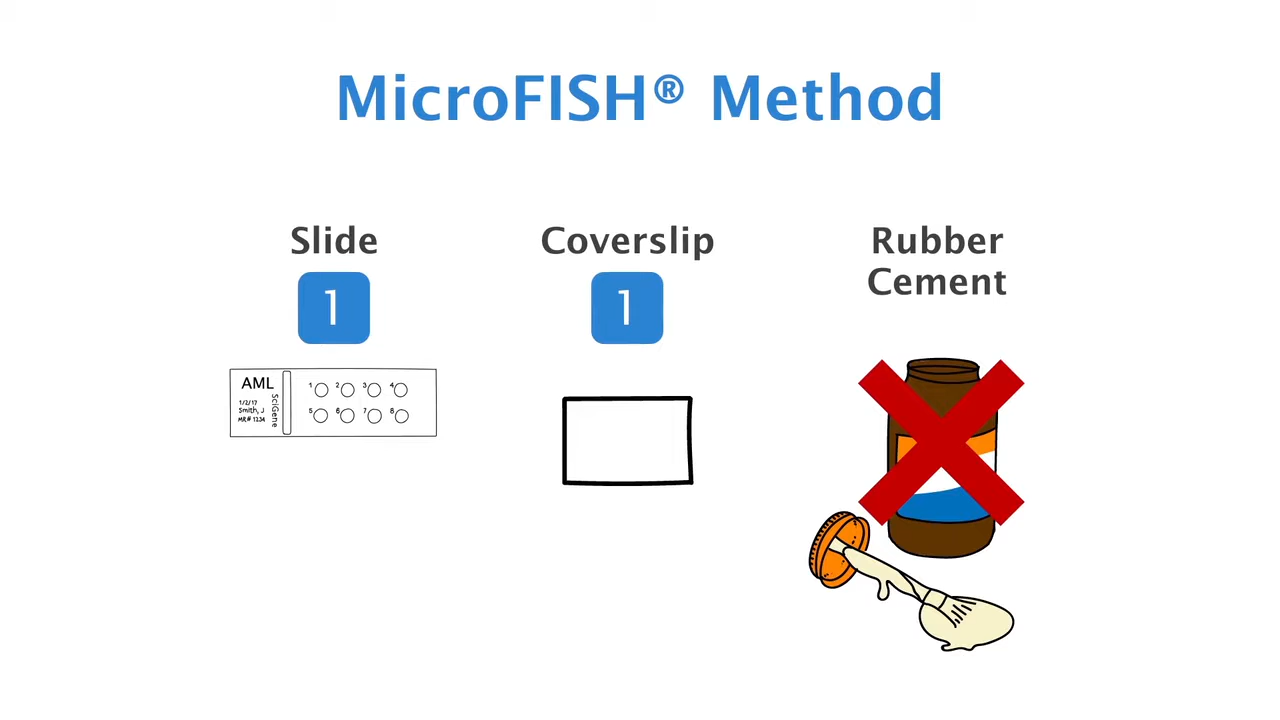 MicroFISH® Method
Slide
Coverslip
Rubber
Cement
1
1
AML
1/2/17
Smith, J
MR# 1234
SciGene
1 2 3 4
5 6 7 8